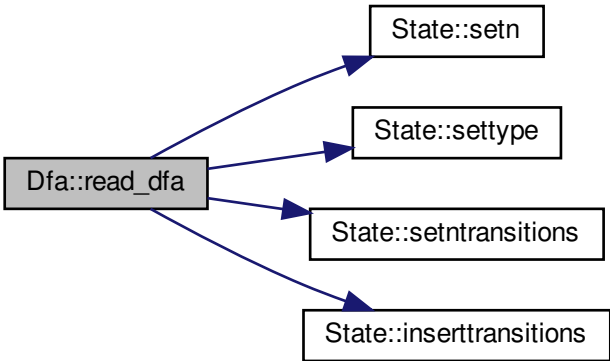 State::setn
State::settype
Dfa::read_dfa
State::setntransitions
State::inserttransitions